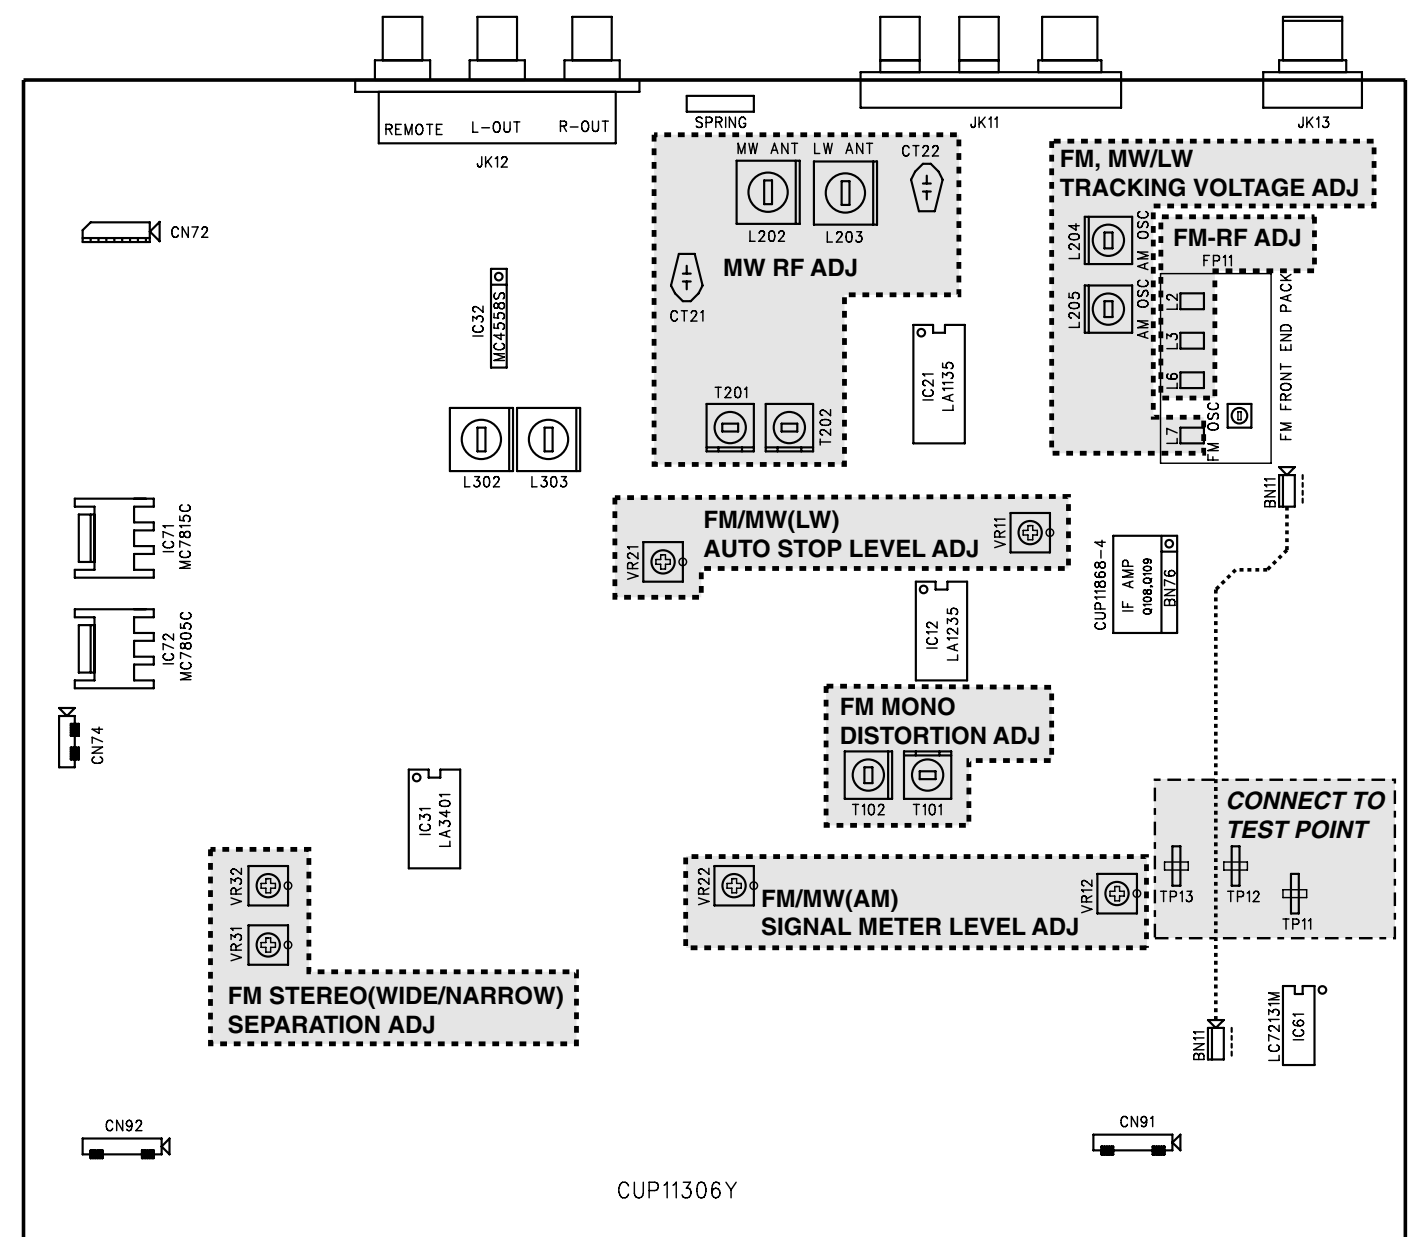 REMOTE L-OUT R-OUT
JK12
SPRING
JK11
JK13
MW ANT LW ANT
CT22
L202 L203
MW RF ADJ
CT21
T201
T202
FM, MW/LW
TRACKING VOLTAGE ADJ
L204
AM OSC
L205
AM OSC
FM-RF ADJ
FP11
L2
L3
L6
L7
FM OSC
FM FRONT END PACK
CN72
IC32
MC4558S
IC21
LA1135
L302 L303
IC71
MC7815C
IC72
MC7805C
CN74
FM/MW(LW)
AUTO STOP LEVEL ADJ
VR21
VR11
BN11
CUP11868-4
IF AMP
Q108,Q109
BN76
IC12
LA1235
FM MONO
DISTORTION ADJ
T102 T101
IC31
LA3401
CONNECT TO
TEST POINT
TP13 TP12
TP11
VR32
VR31
FM STEREO(WIDE/NARROW)
SEPARATION ADJ
VR22
VR12
FM/MW(AM)
SIGNAL METER LEVEL ADJ
BN11
LC72131M
IC61
CN92
CN91
CUP11306Y